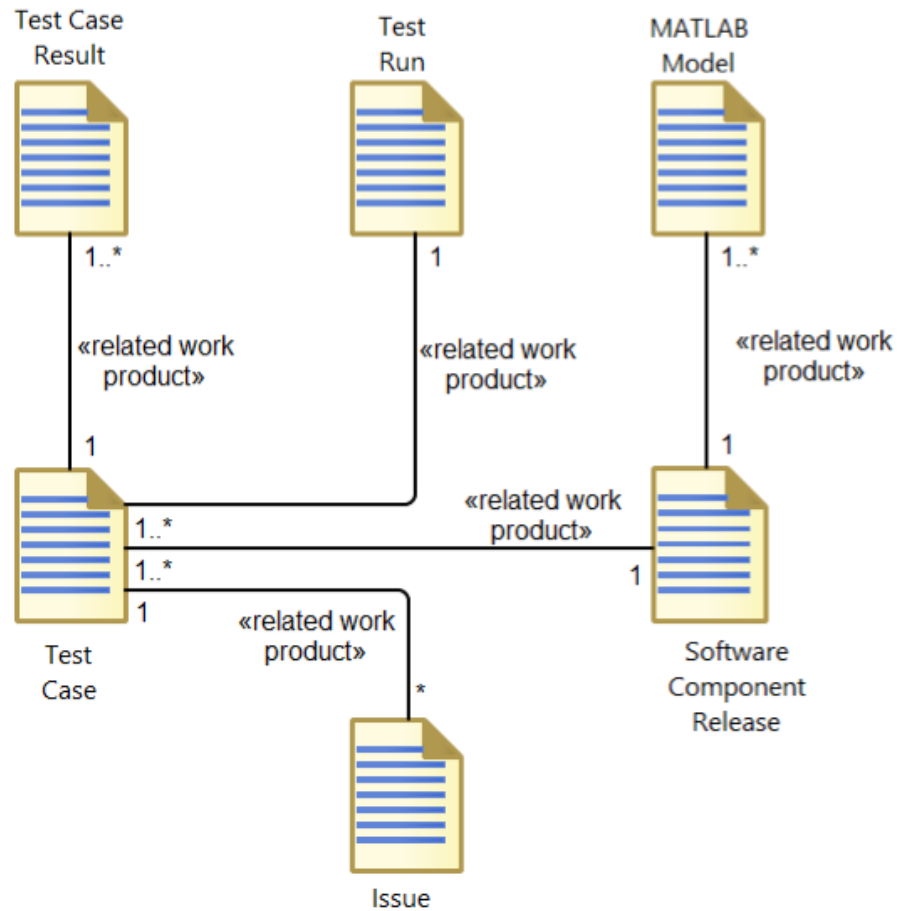 Test Case
Result
Test
Run
MATLAB
Model
1..*
1
1..*
«related work
product»
«related work
product»
«related work
product»
1
1
1..*
«related work
product»
1..*
1
1
«related work
product»
Test
Case
*
Software
Component
Release
Issue